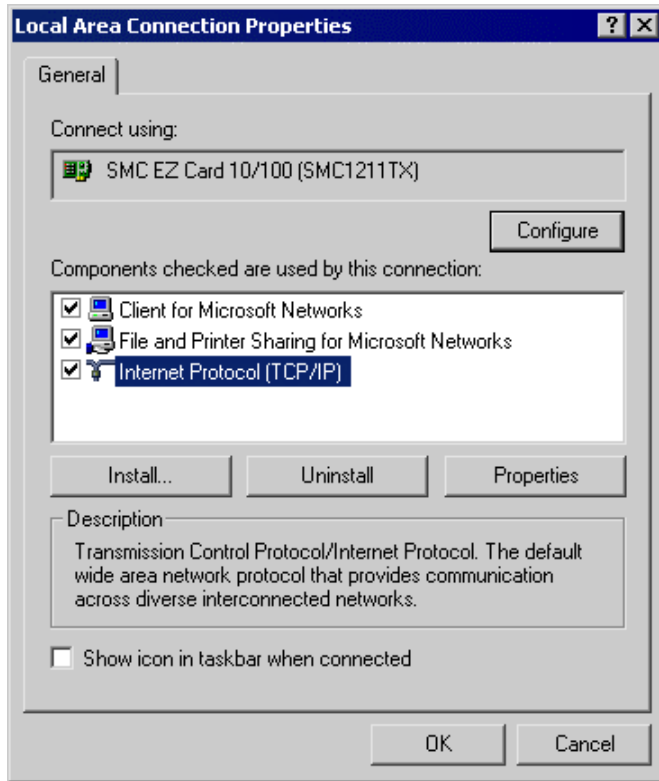 Local Area Connection Properties
General
Connect using:
SMC EZ Card 10/100 (SMC1211TX)
Configure
Components checked are used by this connection:
Client for Microsoft Networks
File and Printer Sharing for Microsoft Networks
Internet Protocol (TCP/IP)
Install... Uninstall Properties
Description
Transmission Control Protocol/Internet Protocol. The default
wide area network protocol that provides communication
across diverse interconnected networks.
Show icon in taskbar when connected
OK Cancel